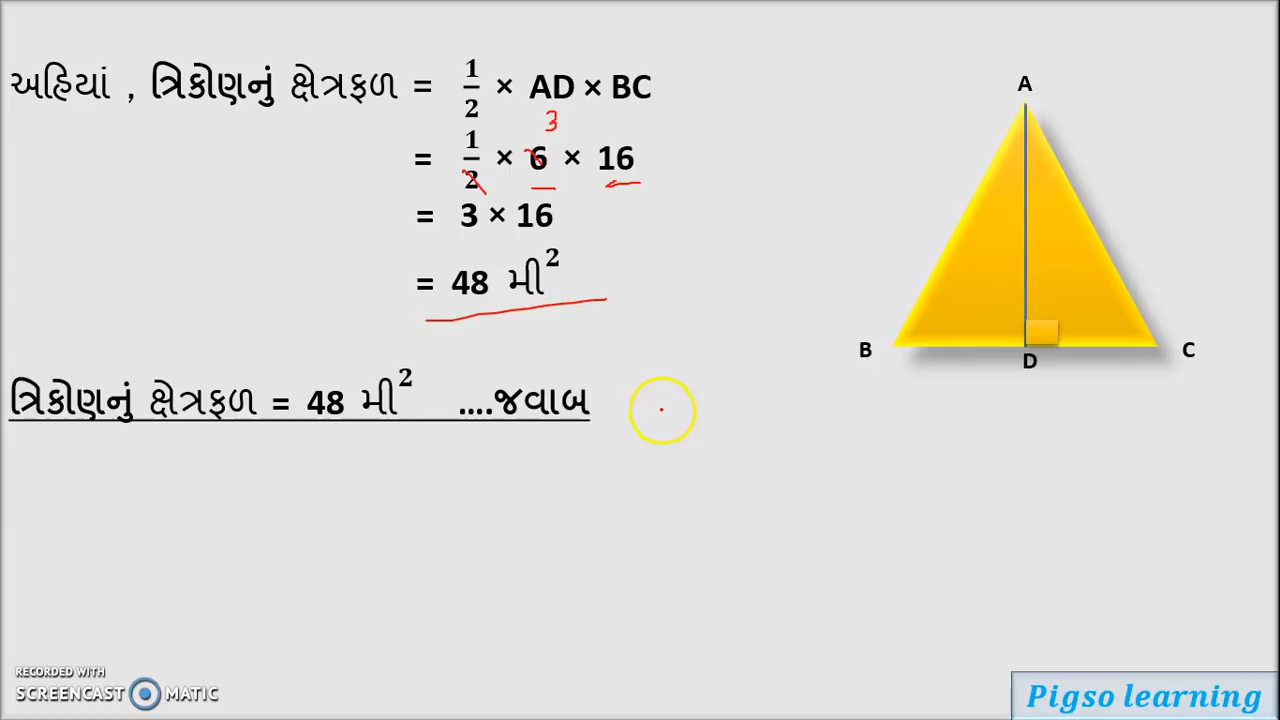 અહિયાં , ત્રિકોણનું ક્ષેત્રફળ = 1/2 × AD × BC
3
= 1/2 × 6 × 16
= 3 × 16
= 48 મી²
ત્રિકોણનું ક્ષેત્રફળ = 48 મી² ....જવાબ
A
B
D
C
RECORDED WITH
SCREENCAST MATIC
Pigso learning